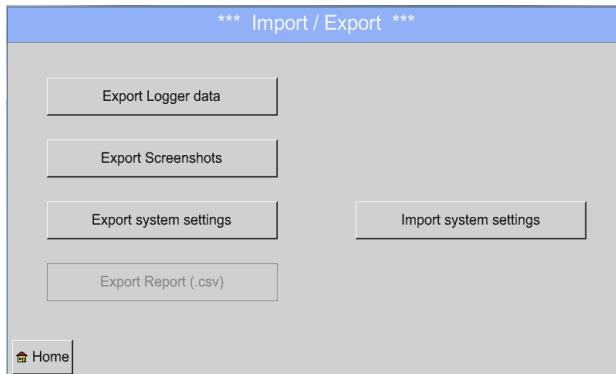 *** Import / Export ***
Export Logger data
Export Screenshots
Export system settings
Import system settings
Export Report (.csv)
Home